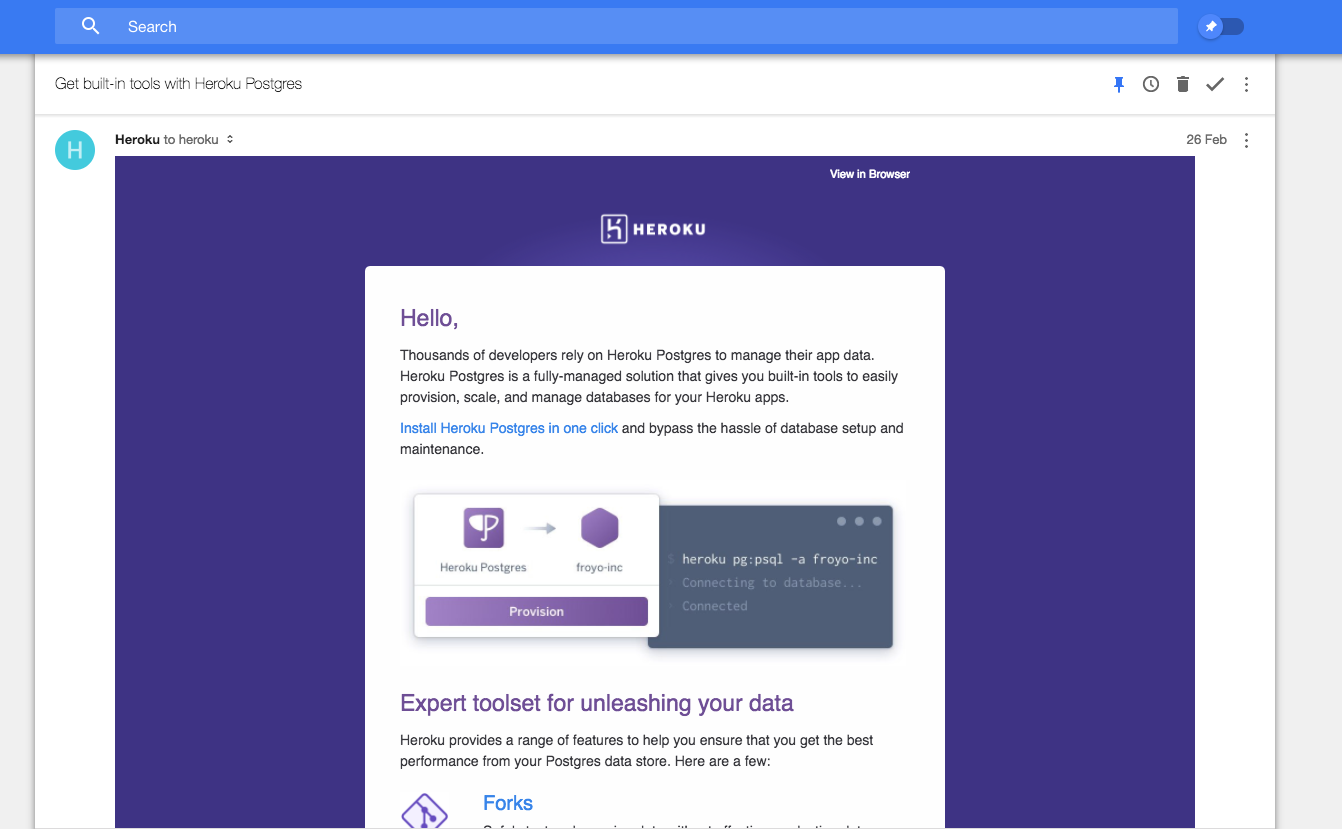 Search
Get built-in tools with Heroku Postgres
H
Heroku to heroku
26 Feb
View in Browser
HEROKU
Hello,
Thousands of developers rely on Heroku Postgres to manage their app data.
Heroku Postgres is a fully-managed solution that gives you built-in tools to easily
provision, scale, and manage databases for your Heroku apps.
Install Heroku Postgres in one click and bypass the hassle of database setup and
maintenance.
Heroku Postgres
froyo-inc
Provision
$ heroku pg:psql -a froyo-inc
Connecting to database...
Connected
Expert toolset for unleashing your data
Heroku provides a range of features to help you ensure that you get the best
performance from your Postgres data store. Here are a few:
Forks